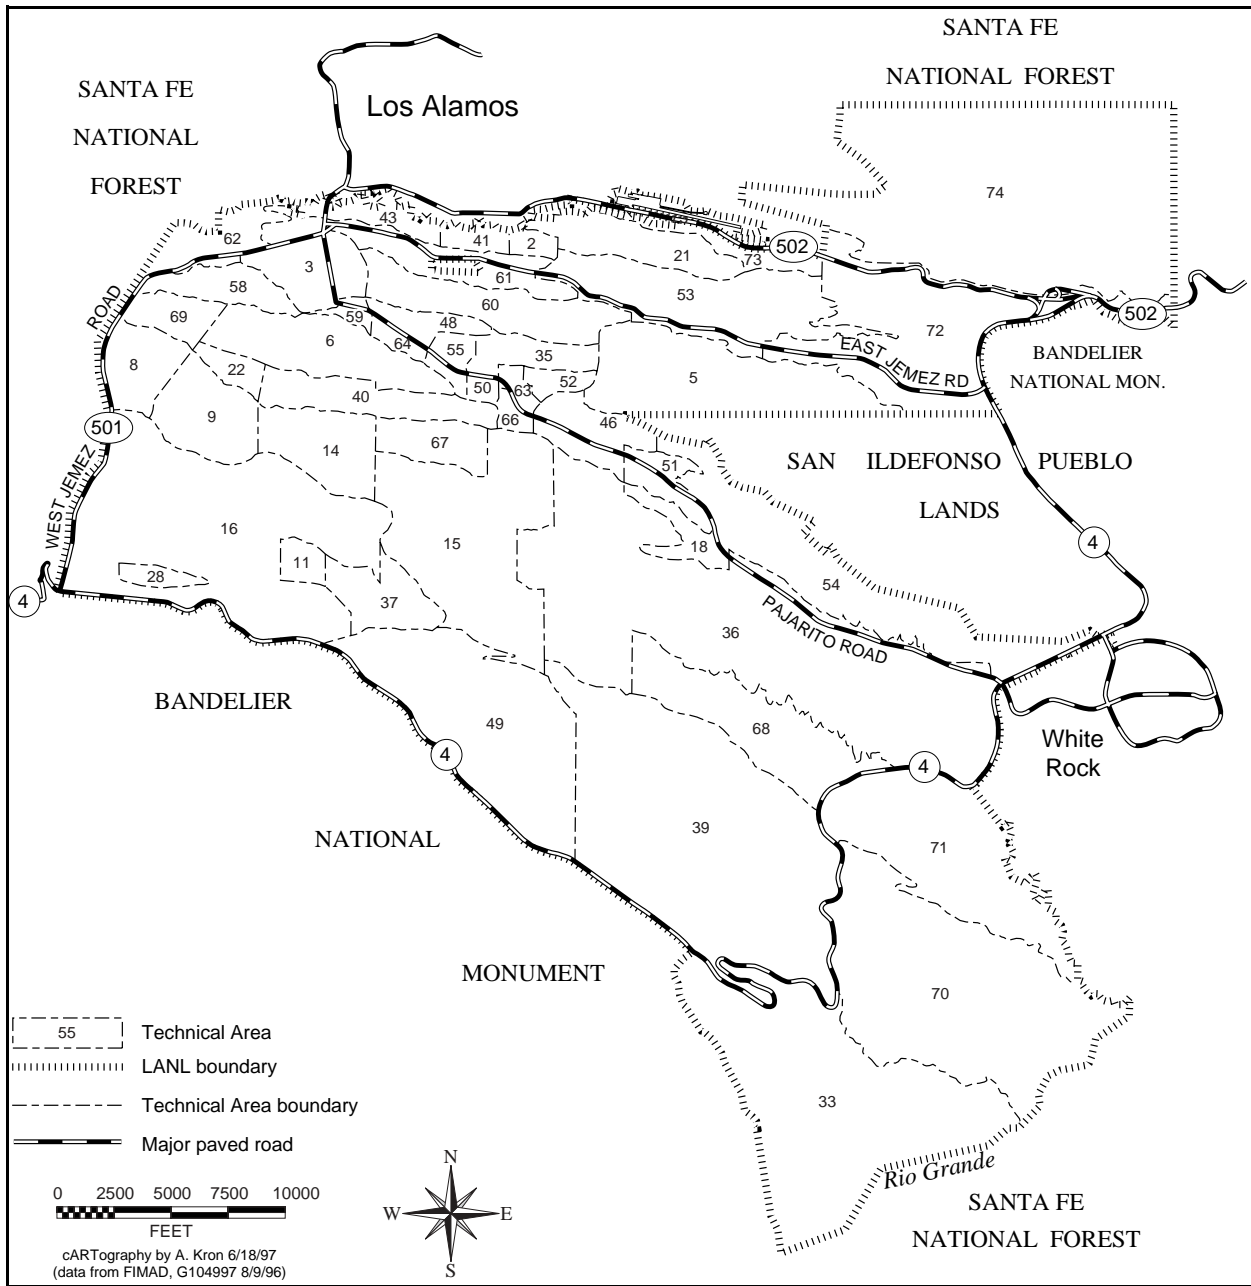 SANTA FE
NATIONAL FOREST
SANTA FE
NATIONAL
FOREST
Los Alamos
74
43
62
41
2
21
73
502
3
61
53
58
60
502
ROAD
69
59
48
6
64
55
35
72
EAST JEMEZ RD
BANDELIER
NATIONAL MON.
8
22
50
63
52
5
40
9
66
46
501
14
67
51
SAN ILDEFONSO PUEBLO
LANDS
WEST JEMEZ
16
15
18
4
11
28
54
4
37
36
PAJARITO ROAD
BANDELIER
49
68
White
Rock
4
4
39
NATIONAL
71
MONUMENT
70
33
Rio Grande
SANTA FE
NATIONAL FOREST
55 Technical Area
LANL boundary
Technical Area boundary
Major paved road
0 2500 5000 7500 10000
FEET
cARTography by A. Kron 6/18/97
(data from FIMAD, G104997 8/9/96)
N
W E
S